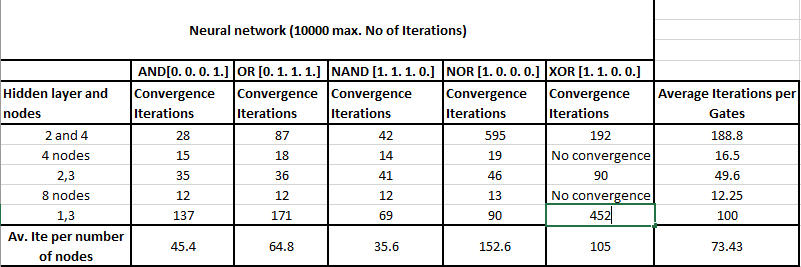 Neural network (10000 max. No of Iterations)
AND[0. 0. 0. 1.] OR [0. 1. 1. 1.] NAND [1. 1. 1. 0.] NOR [1. 0. 0. 0.] XOR [1. 1. 0. 0.]
Hidden layer and nodes Convergence Iterations Convergence Iterations Convergence Iterations Convergence Iterations Convergence Iterations Average Iterations per Gates
2 and 4 28 87 42 595 192 188.8
4 nodes 15 18 14 19 No convergence 16.5
2,3 35 36 41 46 90 49.6
8 nodes 12 12 12 13 No convergence 12.25
1,3 137 171 69 90 452 100
Av. Ite per number of nodes 45.4 64.8 35.6 152.6 105 73.43